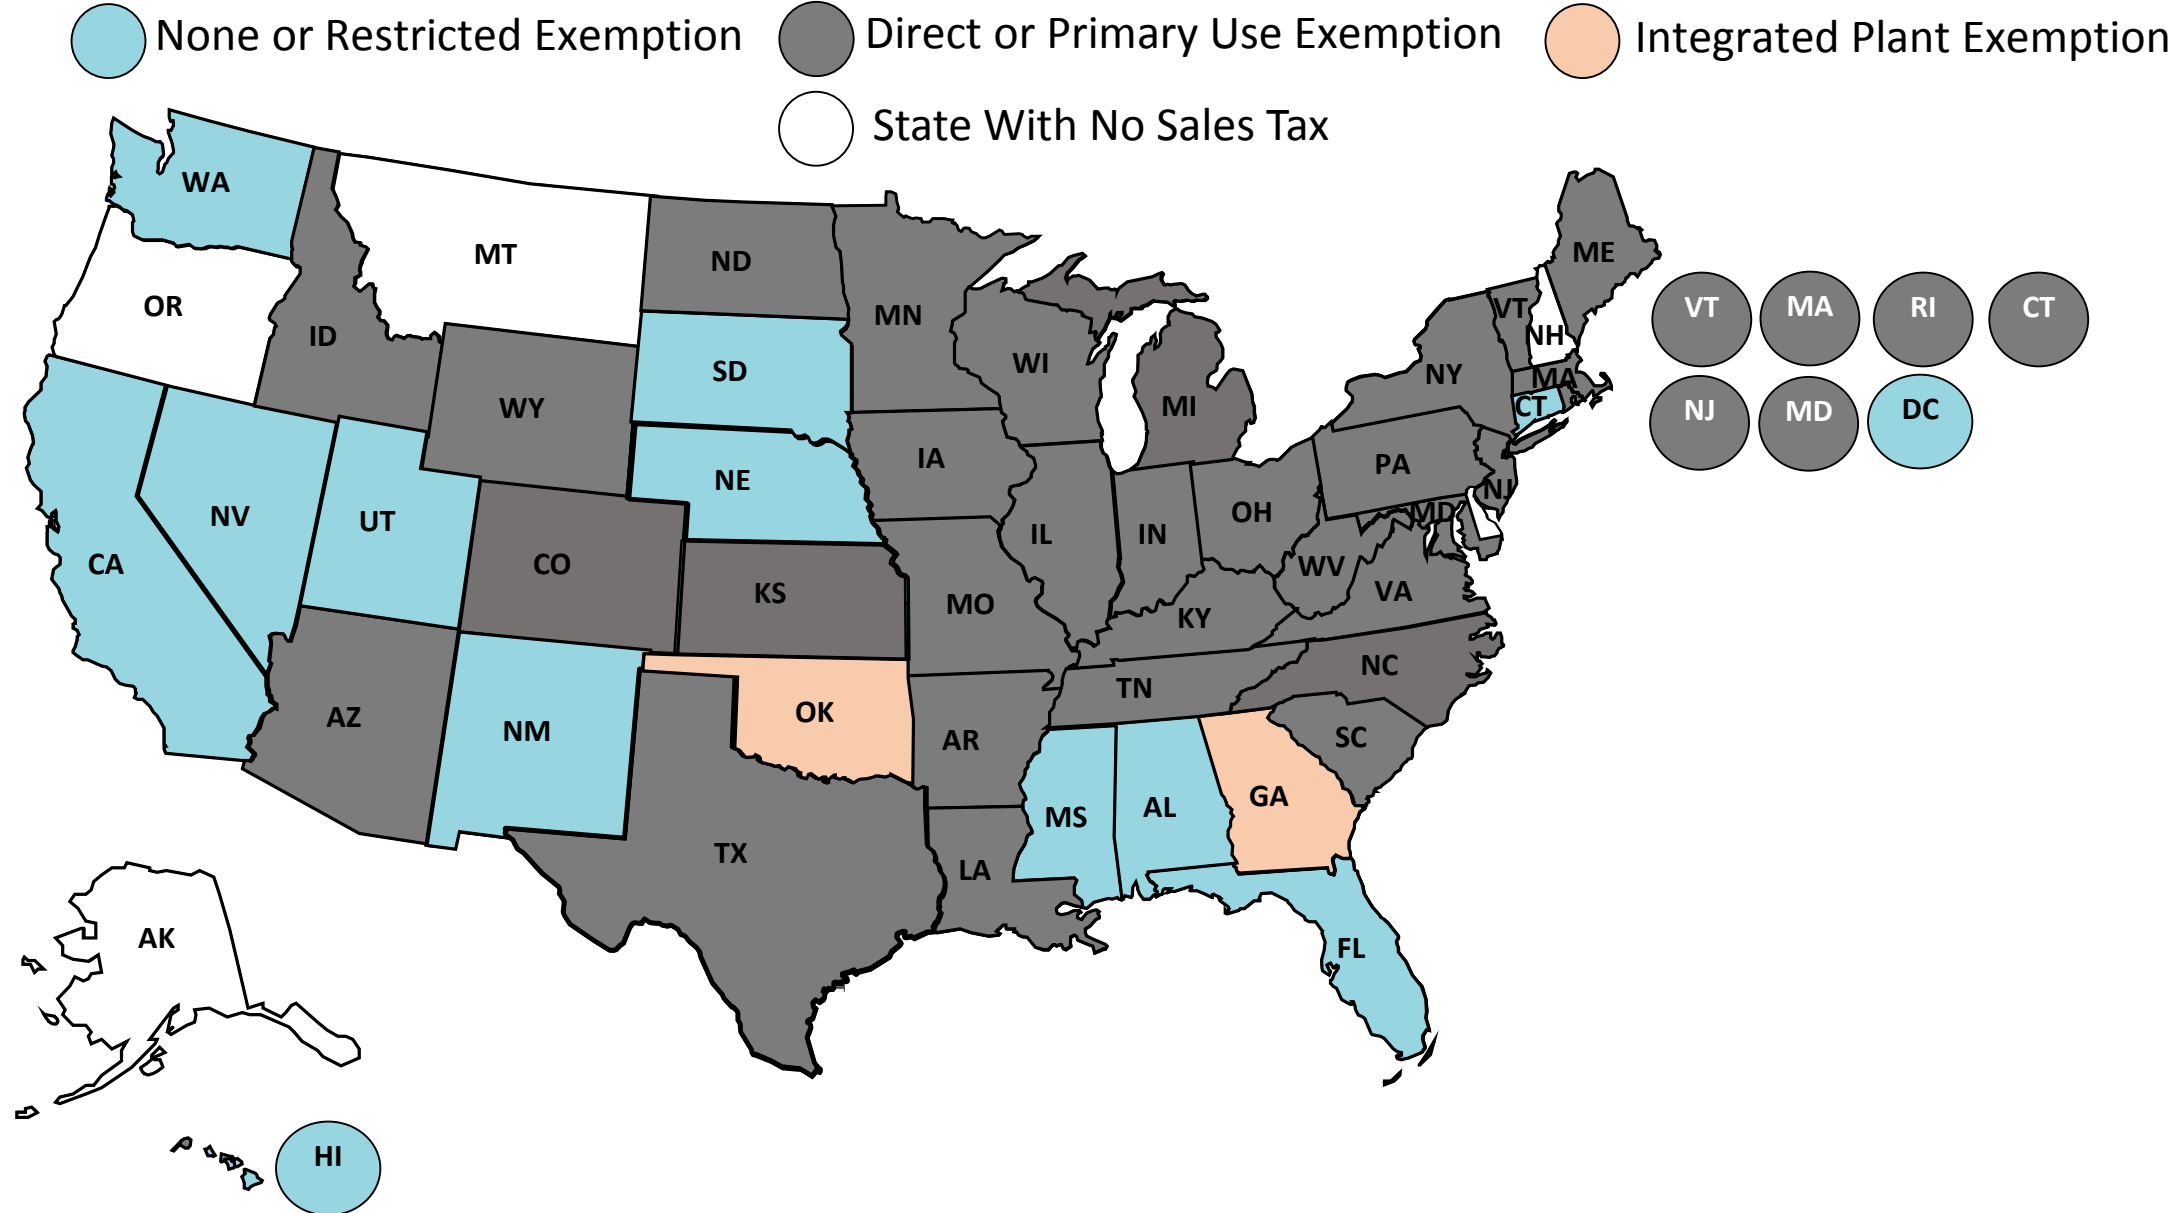 None or Restricted Exemption
Direct or Primary Use Exemption
Integrated Plant Exemption
State With No Sales Tax
WA
MT
ND
MN
OR
ID
WY
SD
WI
MI
NY
VT
NH
ME
MA
CT
VT
MA
RI
CT
NJ
MD
DC
CA
NV
UT
NE
IA
CO
KS
MO
IL
IN
OH
PA
NJ
MD
WV
VA
KY
NC
TN
SC
AZ
NM
OK
AR
TX
LA
MS
AL
GA
FL
AK
HI